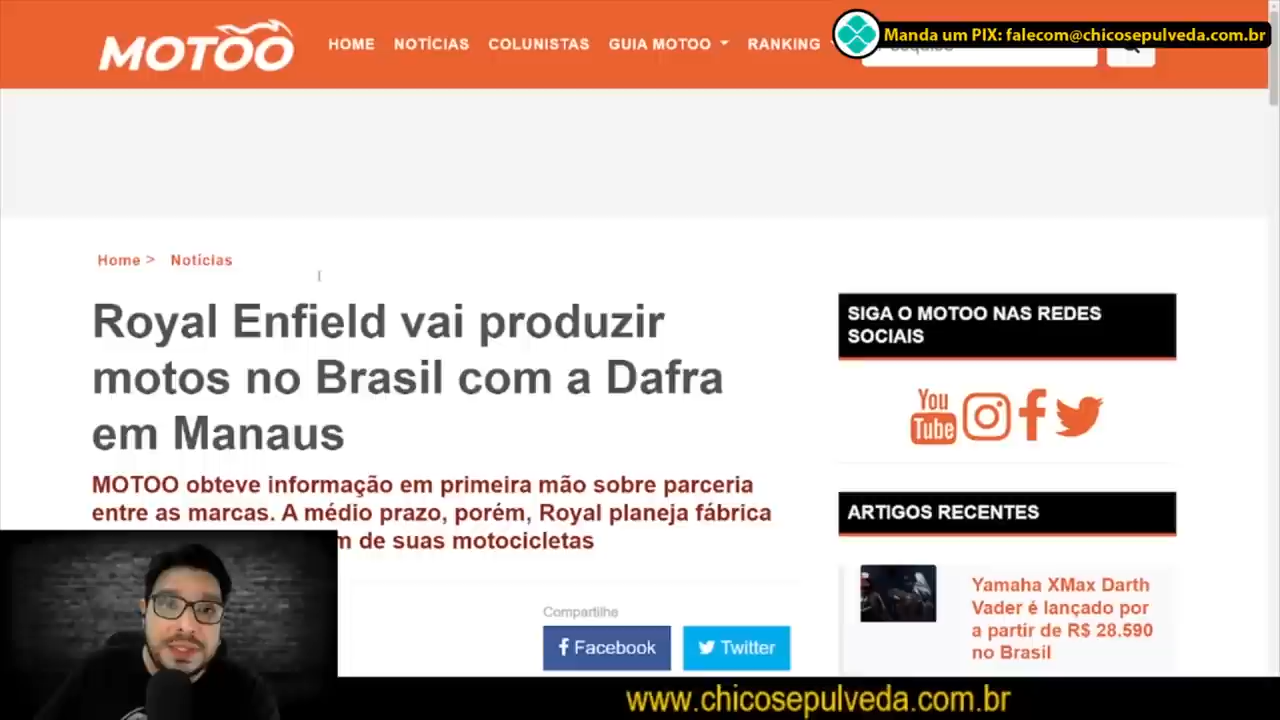 Manda um PIX: falecom@chicosepulveda.com.br
MOTOO
HOME NOTÍCIAS COLUNISTAS GUIA MOTOO RANKING
Home > Notícias
Royal Enfield vai produzir
motos no Brasil com a Dafra
em Manaus
MOTOO obteve informação em primeira mão sobre parceria
entre as marcas. A médio prazo, porém, Royal planeja fábrica
de suas motocicletas
Compartilhe
Facebook
Twitter
SIGA O MOTOO NAS REDES
SOCIAIS
You
Tube
ARTIGOS RECENTES
Yamaha XMax Darth
Vader é lançado por
a partir de R$ 28.590
no Brasil
www.chicosepulveda.com.br